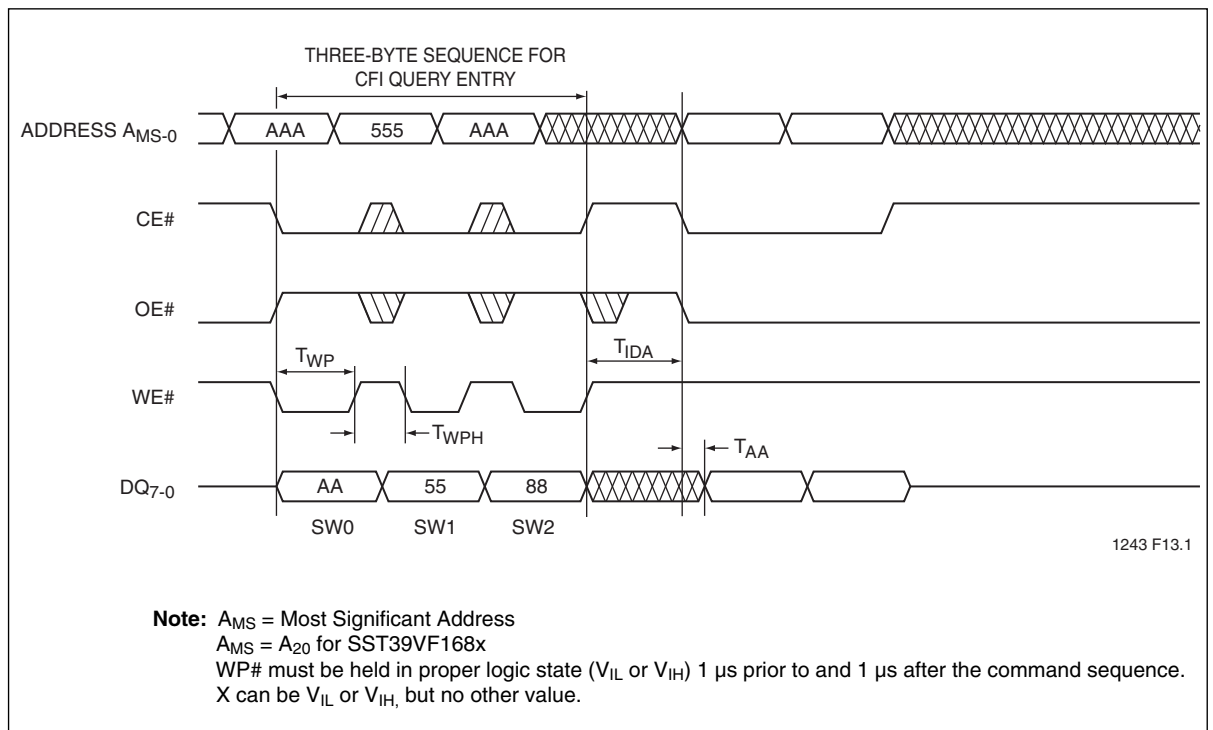 THREE-BYTE SEQUENCE FOR
CFI QUERY ENTRY
ADDRESS AMS-0
AAA 555 AAA
CE#
OE#
TWP
TIDA
WE#
TWPH
TAA
DQ7-0
AA 55 88
SW0 SW1 SW2
1243 F13.1
Note: AMS = Most Significant Address
AMS = A20 for SST39VF168x
WP# must be held in proper logic state (VIL or VIH) 1 µs prior to and 1 µs after the command sequence.
X can be VIL or VIH, but no other value.